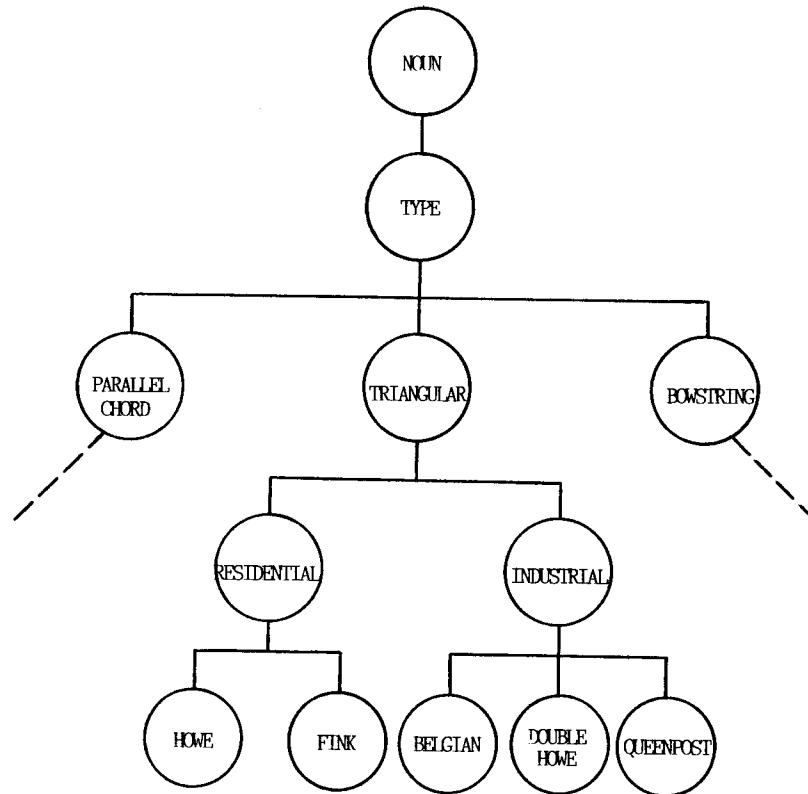 NOUN
TYPE
PARALLEL
CHORD
TRIANGULAR
BOWSTRING
RESIDENTIAL
INDUSTRIAL
HOWE
FINK
BELGIAN
DOUBLE
HOWE
QUEENPOST